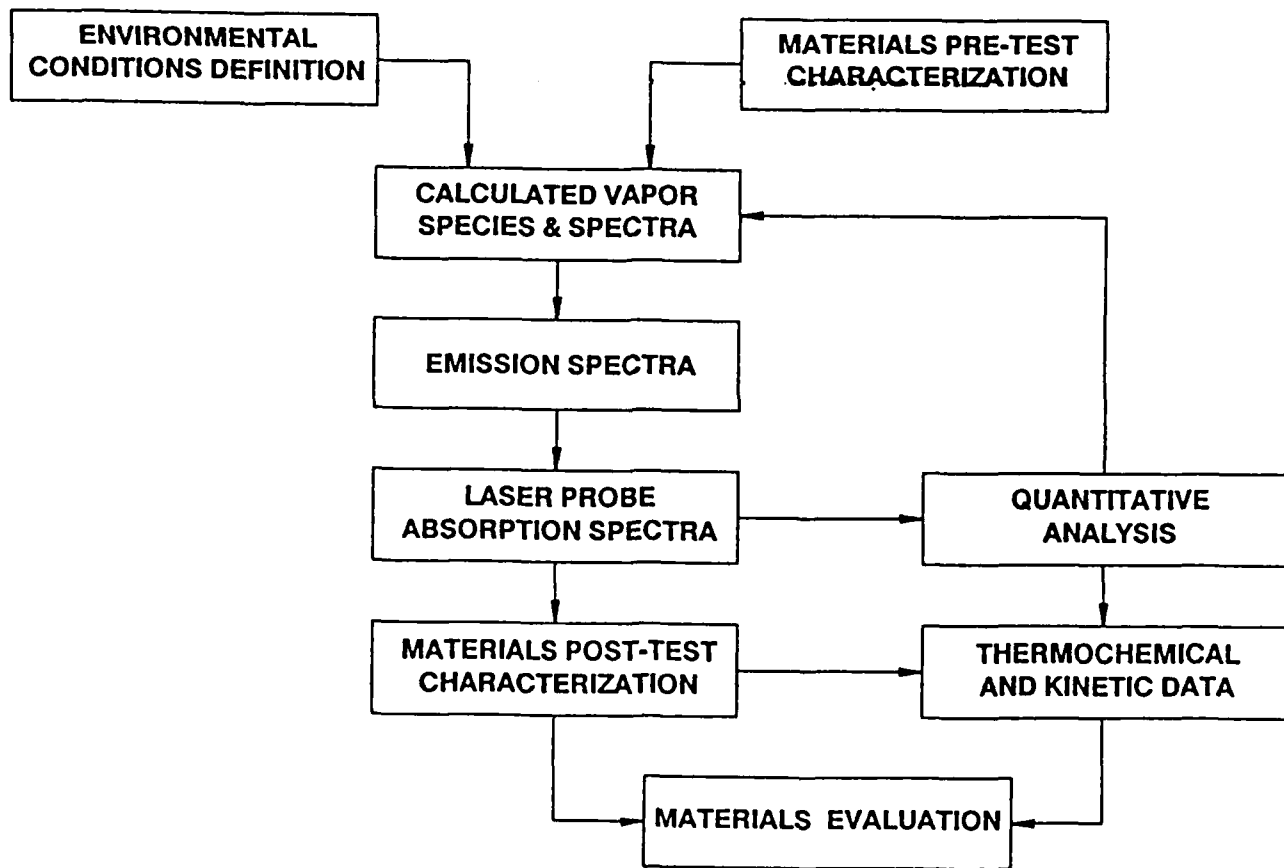 ENVIRONMENTAL
CONDITIONS DEFINITION
MATERIALS PRE-TEST
CHARACTERIZATION
CALCULATED VAPOR
SPECIES & SPECTRA
EMISSION SPECTRA
LASER PROBE
ABSORPTION SPECTRA
QUANTITATIVE
ANALYSIS
MATERIALS POST-TEST
CHARACTERIZATION
THERMOCHEMICAL
AND KINETIC DATA
MATERIALS EVALUATION